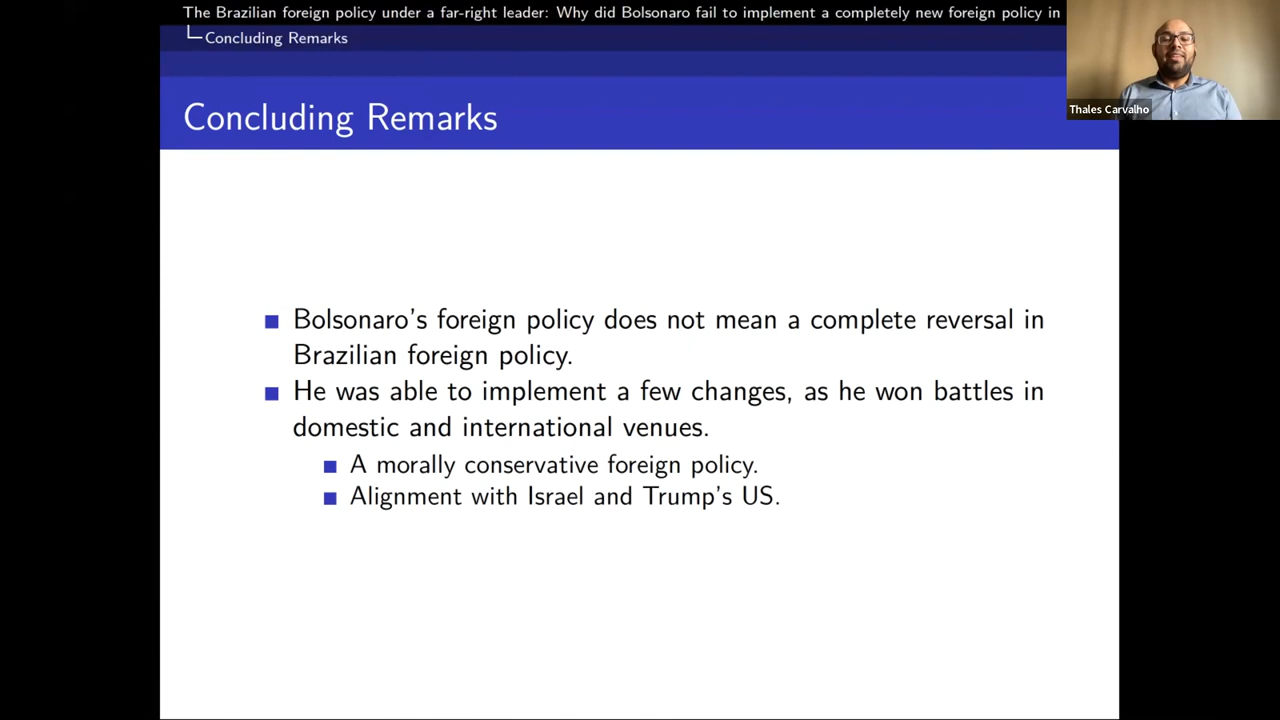 The Brazilian foreign policy under a far-right leader: Why did Bolsonaro fail to implement a completely new foreign policy in
Concluding Remarks
Thales Carvalho
Concluding Remarks
Bolsonaro's foreign policy does not mean a complete reversal in
Brazilian foreign policy.
He was able to implement a few changes, as he won battles in
domestic and international venues.
A morally conservative foreign policy.
Alignment with Israel and Trump's US.